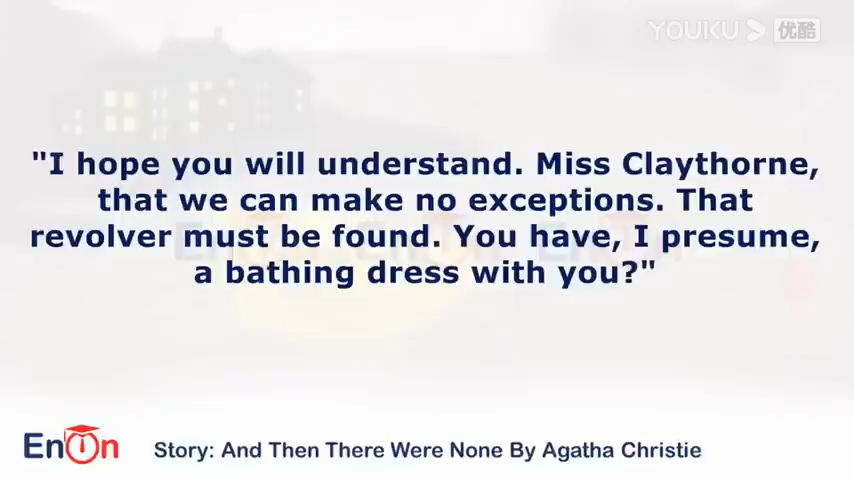 YOUKU 优酷
"I hope you will understand. Miss Claythorne,
that we can make no exceptions. That
revolver must be found. You have, I presume,
a bathing dress with you?"
EnOn
Story: And Then There Were None By Agatha Christie